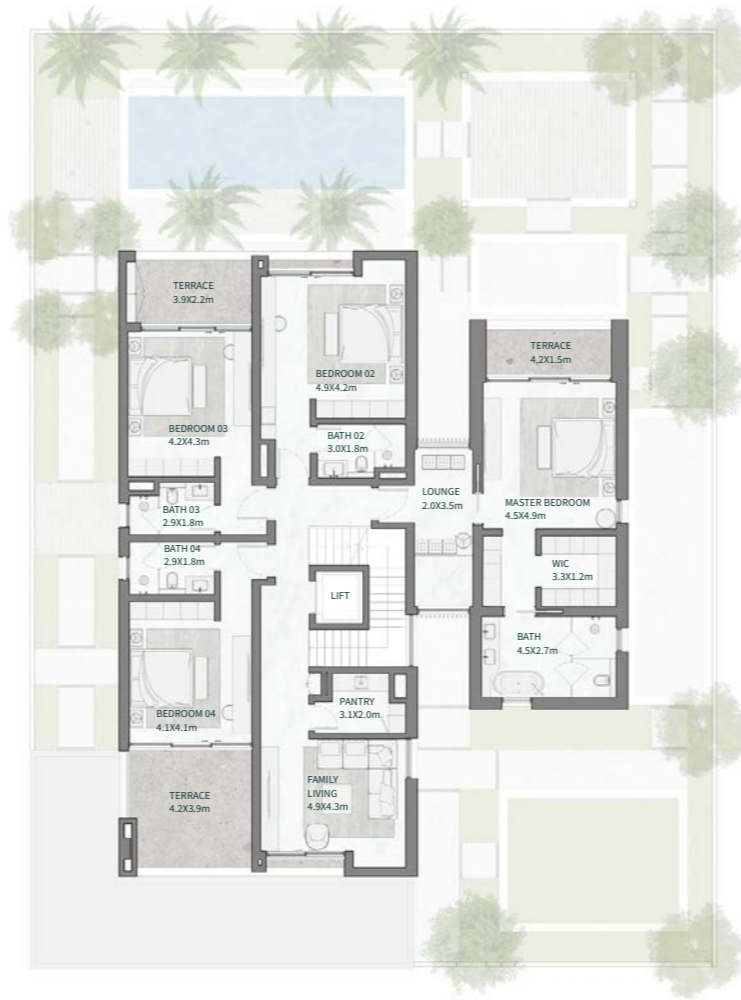 TERRACE
3.9X2.2m
BEDROOM 02
4.9X4.2m
TERRACE
4,2X1.5m
BEDROOM 03
4.2X4.3m
BATH 02
3.0X1.8m
LOUNGE
2.0X3.5m
MASTER BEDROOM
4.5X4.9m
BATH 03
2.9X1.8m
BATH 04
2.9X1.8m
WIC
3.3X1.2m
LIFT
BATH
4.5X2.7m
BEDROOM 04
4.1X4.1m
PANTRY
3.1X2.0m
TERRACE
4.2X3.9m
FAMILY
LIVING
4.9X4.3m